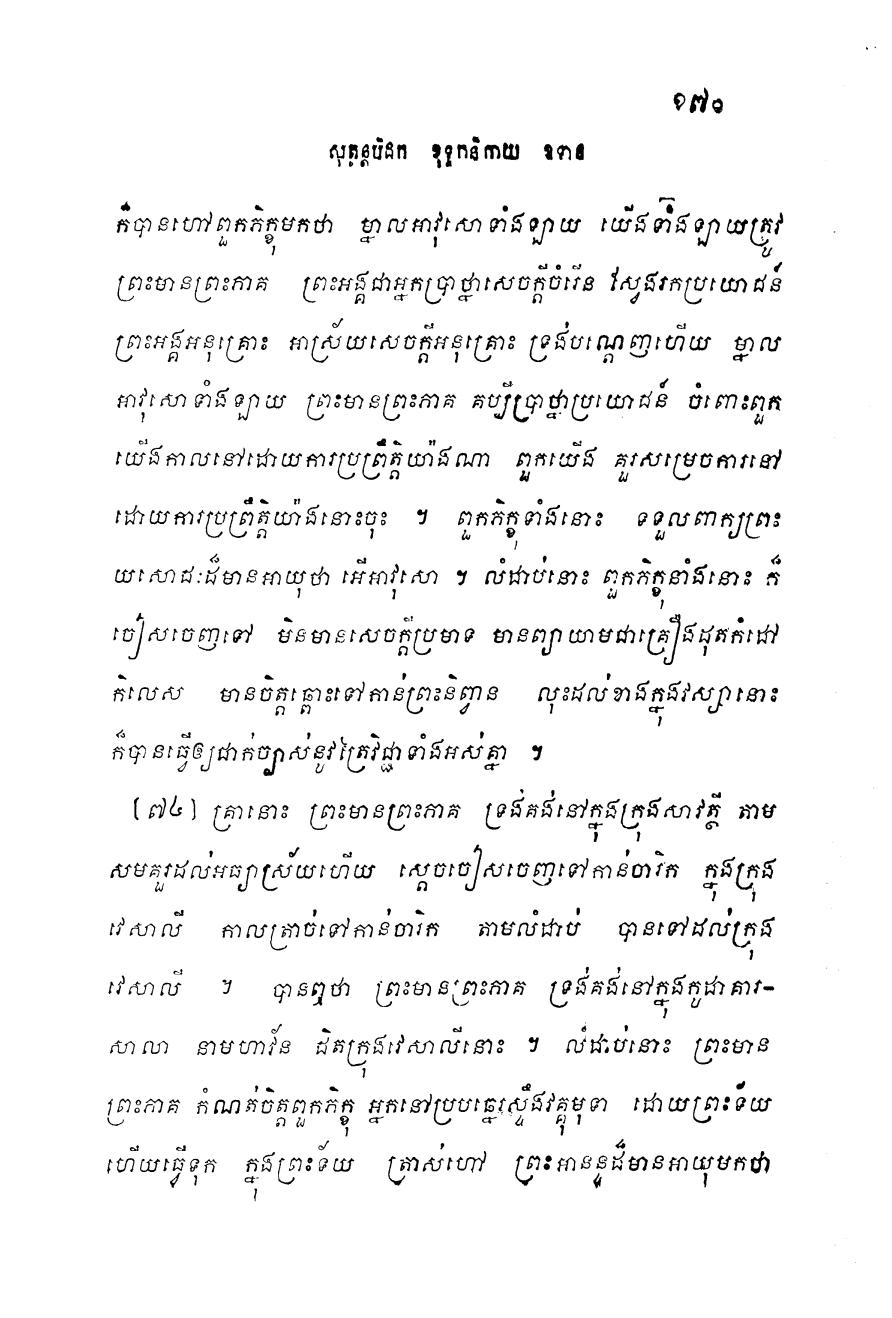 ១៧០
សុត្តន្តបិដក ខុទ្ទកនិកាយ ឧទាន
ក៏បានហៅពួកភិក្ខុមកថា ម្នាលអាវុសោទាំងឡាយ យើងទាំងឡាយត្រូវ
ព្រះមានព្រះភាគ ព្រះអង្គជាអ្នកប្រាថ្នាសេចក្តីចំរើន ស្វែងរកប្រយោជន៍
ព្រះអង្គអនុគ្រោះ អាស្រ័យសេចក្តីអនុគ្រោះ ទ្រង់បណ្តេញហើយ ម្នាល
អាវុសោទាំងឡាយ ព្រះមានព្រះភាគ គប្បីប្រាថ្នាប្រយោជន៍ ចំពោះពួក
យើងកាលនៅដោយការប្រព្រឹត្តិយ៉ាងណា ពួកយើង គួរសម្រេចការនៅ
ដោយការប្រព្រឹត្តិយ៉ាងនោះចុះ ។ ពួកភិក្ខុទាំងនោះ ទទួលពាក្យព្រះ
យសោជៈដ៏មានអាយុថា អើអាវុសោ ។ លំដាប់នោះ ពួកភិក្ខុនាំងនោះ ក៏
ចៀសចេញទៅ មិនមានសេចក្តីប្រមាទ មានព្យាយាមជាគ្រឿងដុតកំដៅ
កិលេស មានចិត្តឆ្ពោះទៅកាន់ព្រះនិព្វាន លុះដល់ខាងក្នុងវស្សានោះ
ក៏បានធ្វើឲ្យជាក់ច្បាស់នូវត្រៃវិជ្ជាទាំងអស់គ្នា ។
(៧៤) គ្រានោះ ព្រះមានព្រះភាគ ទ្រង់គង់នៅក្នុងក្រុងសាវត្ថី តាម
សមគួរដល់អធ្យាស្រ័យហើយ ស្តេចចៀសចេញទៅកាន់ចារិក ក្នុងក្រុង
វេសាលី កាលត្រាច់ទៅកាន់ចារិក តាមលំដាប់ បានទៅដល់ក្រុង
វេសាលី ។ បានឮថា ព្រះមានព្រះភាគ ទ្រង់គង់នៅក្នុងកូដាគារ-
សាលា នាមហាវ័ន ជិតក្រុងវេសាលីនោះ ។ លំដាប់នោះ ព្រះមាន
ព្រះភាគ កំណត់ចិត្តពួកភិក្ខុ អ្នកនៅប្របឆ្នេរស្ទឹងវគ្គុមុទា ដោយព្រះទ័យ
ហើយធ្វើទុក ក្នុងព្រះទ័យ ត្រាស់ហៅ ព្រះអានន្ទដ៏មានអាយុមកថា